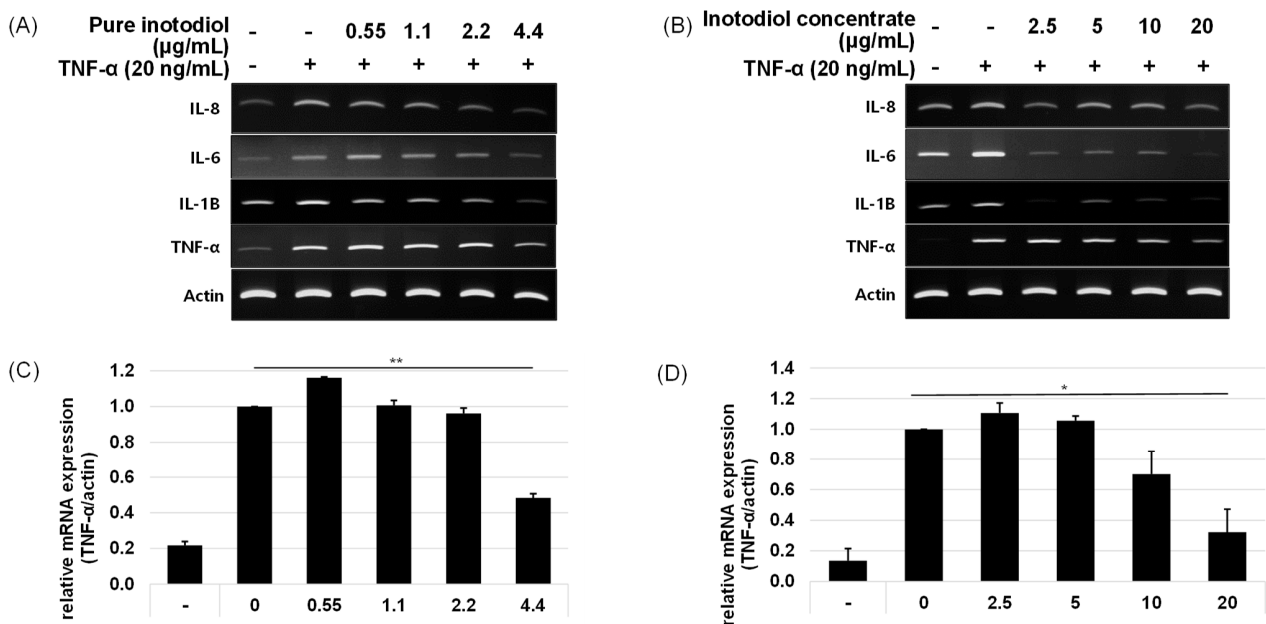 (A)
Pure inotodiol - - 0.55 1.1 2.2 4.4
(µg/mL)
TNF-α (20 ng/mL) - + + + + +
IL-8
IL-6
IL-1B
TNF-α
Actin
(B)
Inotodiol concentrate - - 2.5 5 10 20
(µg/mL)
TNF-α (20 ng/mL) - + + + + +
IL-8
IL-6
IL-1B
TNF-α
Actin
(C)
relative mRNA expression
(TNF-α/actin)
1.2
1.0
0.8
0.6
0.4
0.2
0.0
**
- 0 0.55 1.1 2.2 4.4
(D)
relative mRNA expression
(TNF-α/actin)
1.4
1.2
1.0
0.8
0.6
0.4
0.2
0.0
*
- 0 2.5 5 10 20